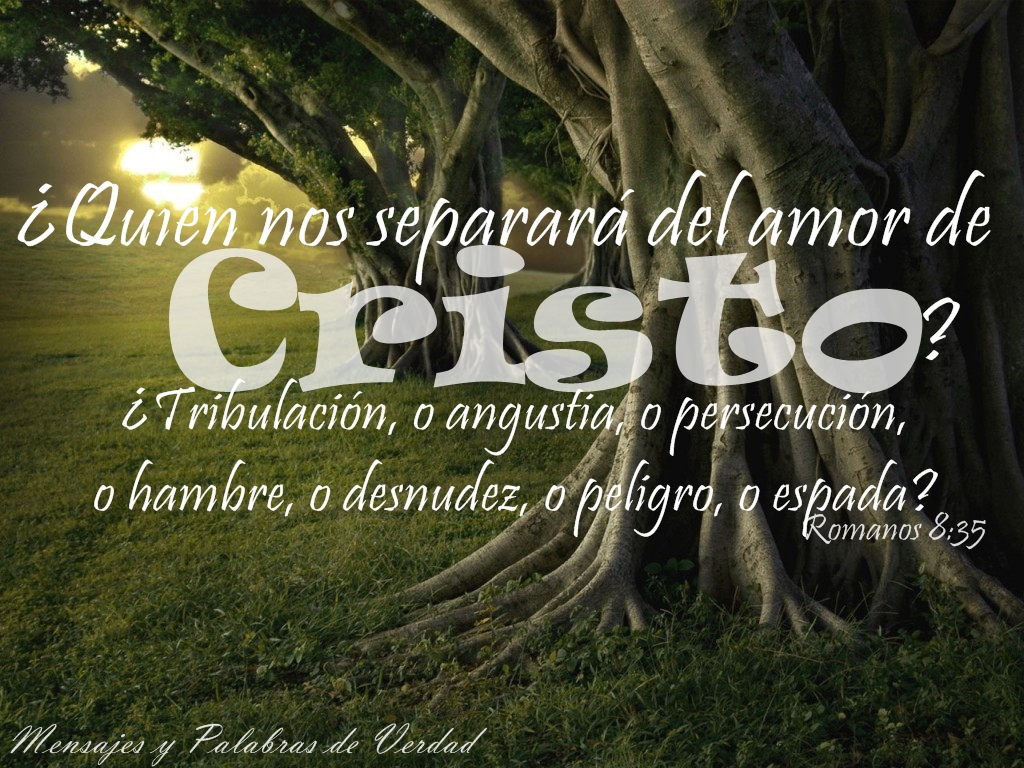 ¿Quien nos separará del amor de
Cristo?
¿Tribulación, o angustia, o persecución,
o hambre, o desnudez, o peligro, o espada?
Romanos 8:35
Mensajes y Palabras de Verdad